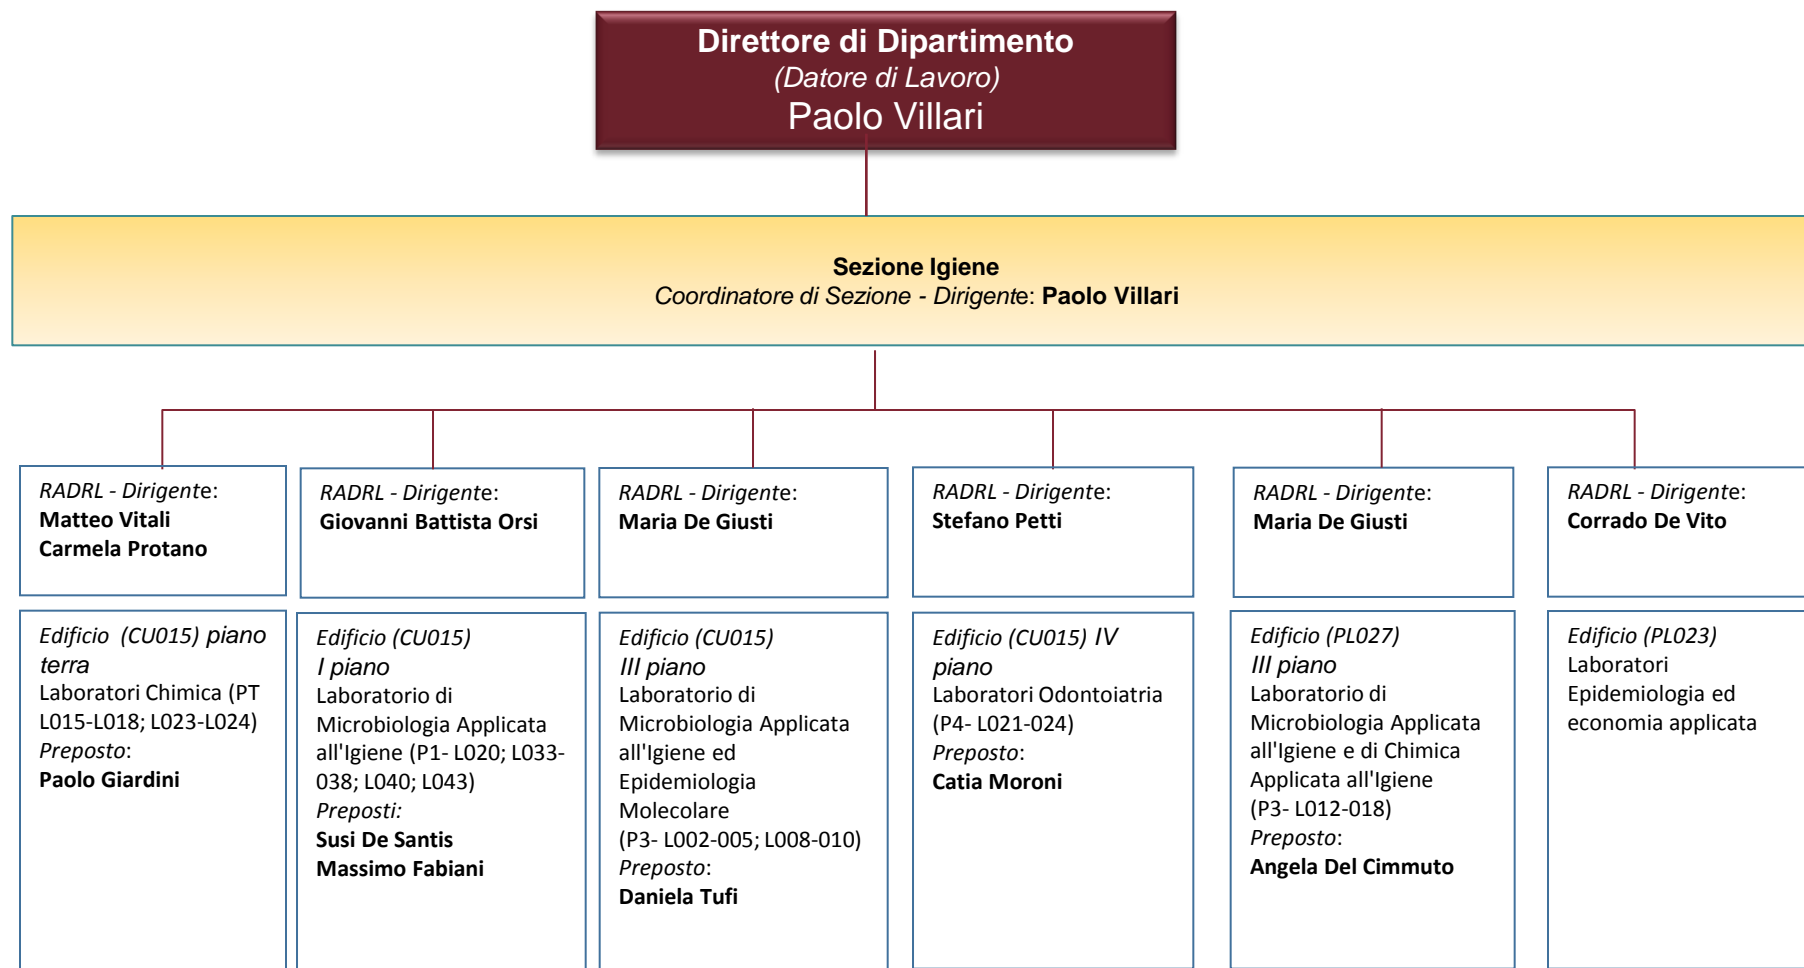 Direttore di Dipartimento
(Datore di Lavoro)
Paolo Villari
Sezione Igiene
Coordinatore di Sezione - Dirigente: Paolo Villari
RADRL - Dirigente:
Matteo Vitali
Carmela Protano
RADRL - Dirigente:
Giovanni Battista Orsi
RADRL - Dirigente:
Maria De Giusti
RADRL - Dirigente:
Stefano Petti
RADRL - Dirigente:
Maria De Giusti
RADRL - Dirigente:
Corrado De Vito
Edificio (CU015) piano
terra
Laboratori Chimica (PT
L015-L018; L023-L024)
Preposto:
Paolo Giardini
Edificio (CU015)
I piano
Laboratorio di
Microbiologia Applicata
all'Igiene (P1- L020; L033-
038; L040; L043)
Preposti:
Susi De Santis
Massimo Fabiani
Edificio (CU015)
III piano
Laboratorio di
Microbiologia Applicata
all'Igiene ed
Epidemiologia
Molecolare
(P3- L002-005; L008-010)
Preposto:
Daniela Tufi
Edificio (CU015) IV
piano
Laboratori Odontoiatria
(P4- L021-024)
Preposto:
Catia Moroni
Edificio (PL027)
III piano
Laboratorio di
Microbiologia Applicata
all'Igiene e di Chimica
Applicata all'Igiene
(P3- L012-018)
Preposto:
Angela Del Cimmuto
Edificio (PL023)
Laboratori
Epidemiologia ed
economia applicata